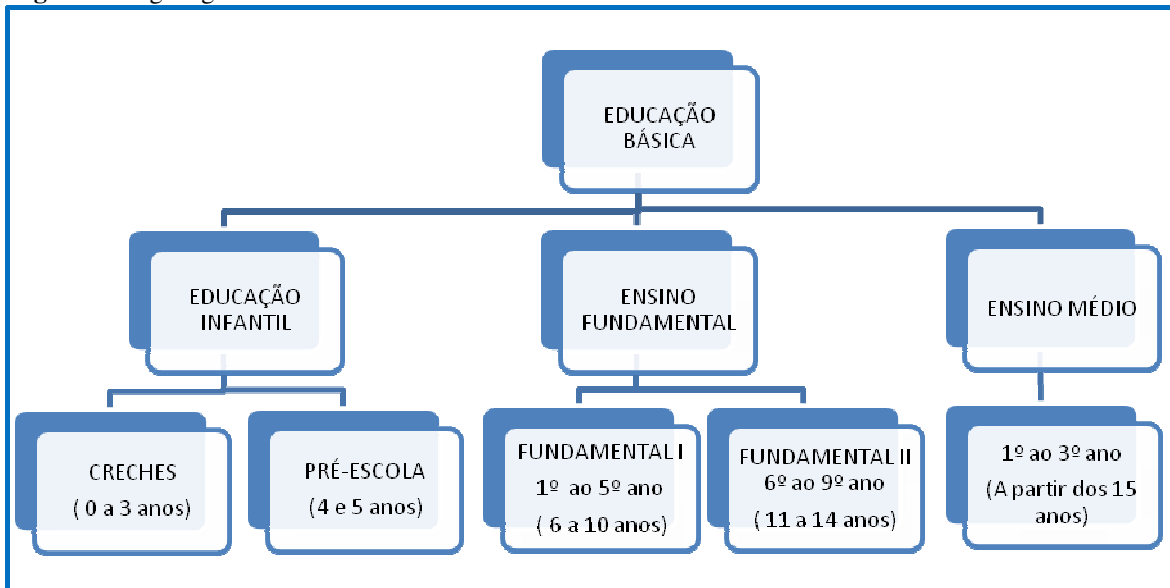 EDUCAÇÃO
BÁSICA
EDUCAÇÃO
INFANTIL
ENSINO
FUNDAMENTAL
ENSINO MÉDIO
CRECHES
( 0 a 3 anos)
PRÉ-ESCOLA
(4 e 5 anos)
FUNDAMENTAL I
1º ao 5º ano
( 6 a 10 anos)
FUNDAMENTAL II
6º ao 9º ano
( 11 a 14 anos)
1º ao 3º ano
(A partir dos 15
anos)